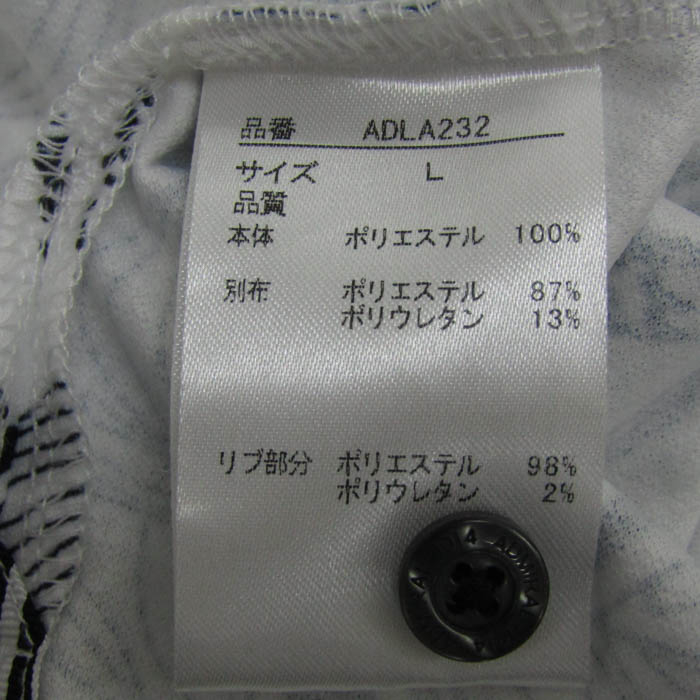 品番 ADLA232
サイズ L
品質
本体 ポリエステル 100%
別布 ポリエステル 87%
ポリウレタン 13%
リブ部分 ポリエステル 98%
ポリウレタン 2%